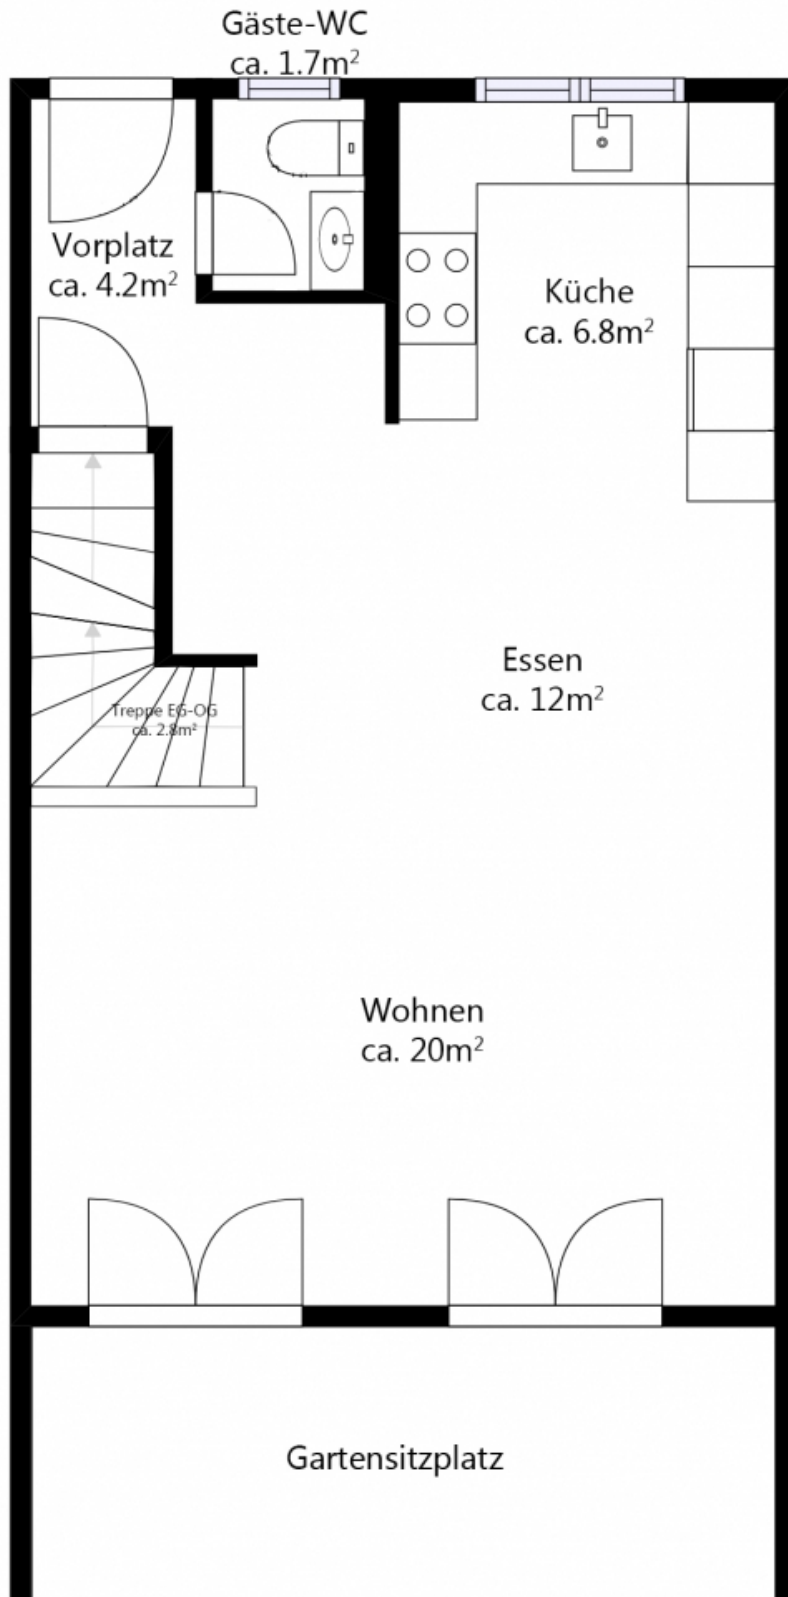 Gäste-WC
ca. 1.7m²
Vorplatz
ca. 4.2m²
Küche
ca. 6.8m²
Essen
ca. 12m²
Treppe EG-OG
ca. 2.8m²
Wohnen
ca. 20m²
Gartensitzplatz